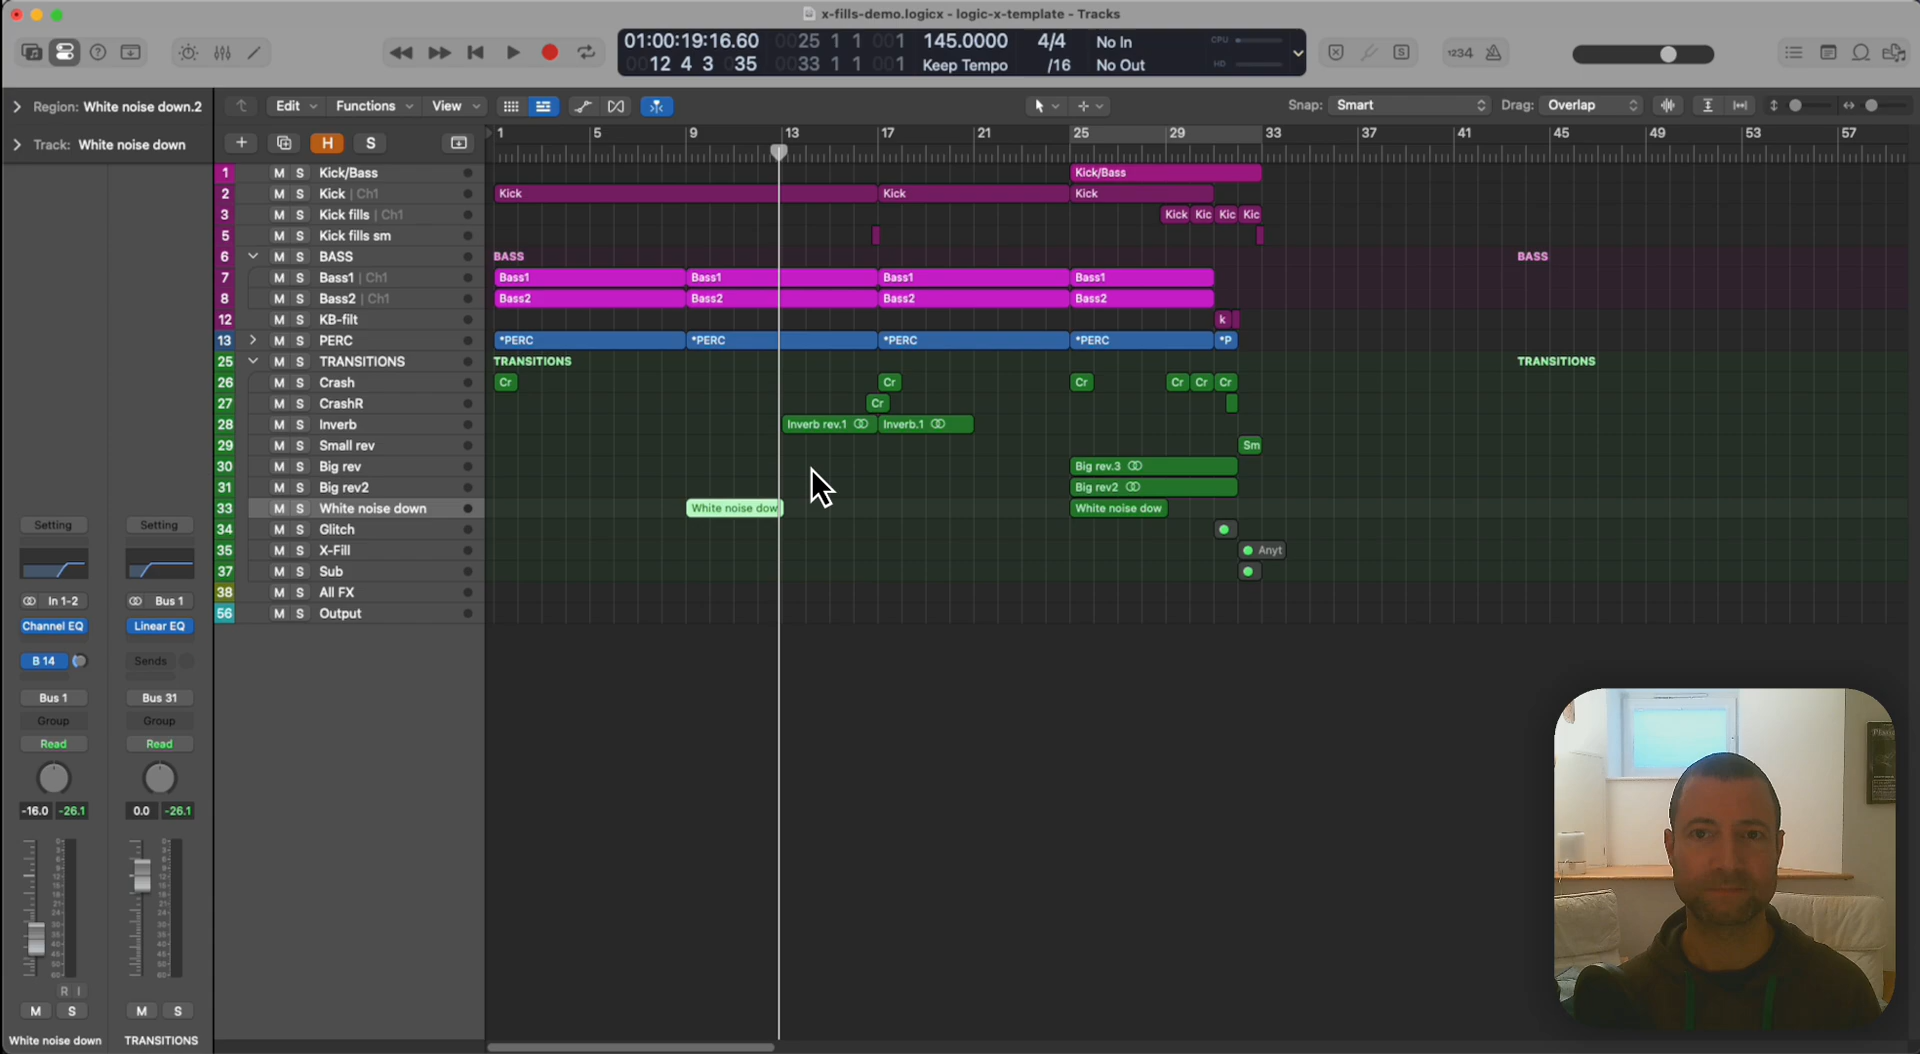 x-fills-demo.logicx - logic-x-template - Tracks
01:00:19:16.60 0025 1 1 001 145.0000 4/4 No In CPU
0012 4 3 035 0033 1 1 001 Keep Tempo /16 No Out HD
1234
Region: White noise down.2
Edit Functions View
Snap: Smart Drag: Overlap
Track: White noise down
H S
1 5 9 13 17 21 25 29 33 37 41 45 49 53 57
1 M S Kick/Bass Kick/Bass
2 M S Kick | Ch1 Kick Kick Kick
3 M S Kick fills | Ch1 Kick Kic Kic Kic
5 M S Kick fills sm
6 M S BASS BASS BASS
7 M S Bass1 | Ch1 Bass1 Bass1 Bass1 Bass1
8 M S Bass2 | Ch1 Bass2 Bass2 Bass2 Bass2
12 M S KB-filt k
13 M S PERC *PERC *PERC *PERC *PERC *P
25 M S TRANSITIONS TRANSITIONS TRANSITIONS
26 M S Crash Cr Cr Cr Cr Cr Cr
27 M S CrashR Cr
28 M S Inverb Inverb rev.1 Inverb.1
29 M S Small rev Sm
30 M S Big rev Big rev.3
31 M S Big rev2 Big rev2
33 M S White noise down White noise dow White noise dow
34 M S Glitch
35 M S X-Fill Anyt
37 M S Sub
38 M S All FX
56 M S Output
Setting Setting
In 1-2 Bus 1
Channel EQ Linear EQ
B 14 Sends
Bus 1 Bus 31
Group Group
Read Read
-16.0 -26.1 0.0 -26.1
R I
M S M S
White noise down TRANSITIONS